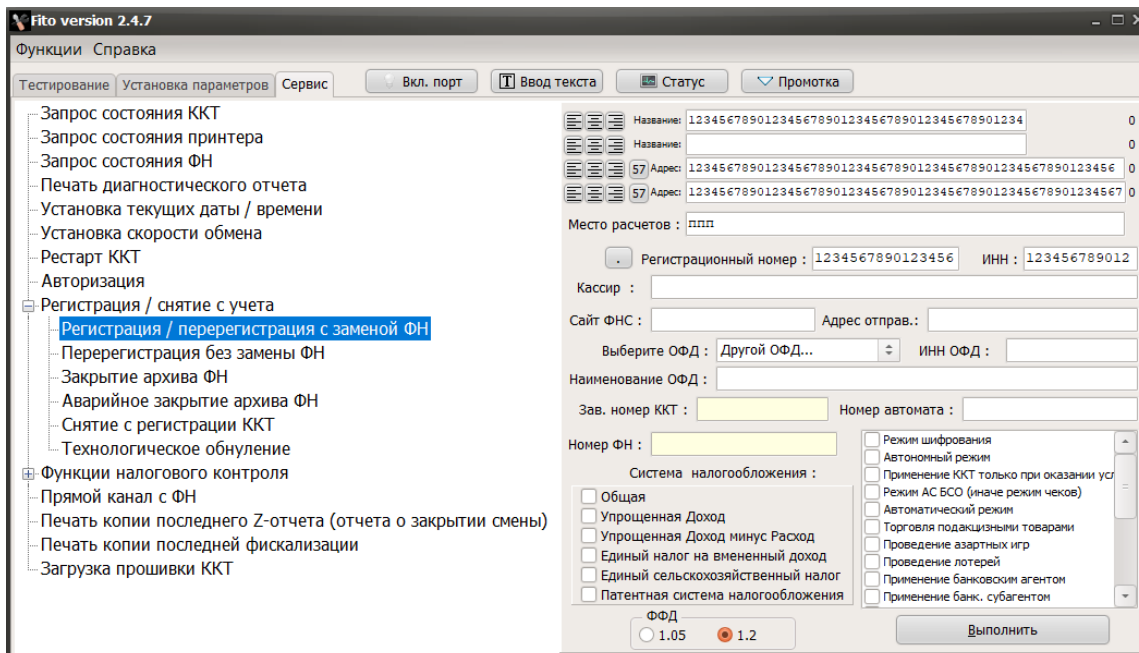 Fito version 2.4.7
Функции Справка
Тестирование Установка параметров Сервис Вкл. порт T Ввод текста Статус Промотка
Запрос состояния ККТ
Запрос состояния принтера
Запрос состояния ФН
Печать диагностического отчета
Установка текущих даты / времени
Установка скорости обмена
Рестарт ККТ
Авторизация
Регистрация / снятие с учета
Регистрация / перерегистрация с заменой ФН
Перерегистрация без замены ФН
Закрытие архива ФН
Аварийное закрытие архива ФН
Снятие с регистрации ККТ
Технологическое обнуление
Функции налогового контроля
Прямой канал с ФН
Печать копии последнего Z-отчета (отчета о закрытии смены)
Печать копии последней фискализации
Загрузка прошивки ККТ
Название: 12345678901234567890123456789012345678901234 0
Название: 0
57 Адрес: 12345678901234567890123456789012345678901234567890123456 0
57 Адрес: 123456789012345678901234567890123456789012345678901234567 0
Место расчетов : ппп
. Регистрационный номер : 1234567890123456 ИНН : 123456789012
Кассир :
Сайт ФНС : Адрес отправ.:
Выберите ОФД : Другой ОФД... ИНН ОФД :
Наименование ОФД :
Зав. номер ККТ : Номер автомата :
Номер ФН :
Система налогообложения :
Общая
Упрощенная Доход
Упрощенная Доход минус Расход
Единый налог на вмененный доход
Единый сельскохозяйственный налог
Патентная система налогообложения
Режим шифрования
Автономный режим
Применение ККТ только при оказании усл
Режим АС БСО (иначе режим чеков)
Автоматический режим
Торговля подакцизными товарами
Проведение азартных игр
Проведение лотерей
Применение банковским агентом
Применение банк. субагентом
ФФД
1.05 1.2
Выполнить